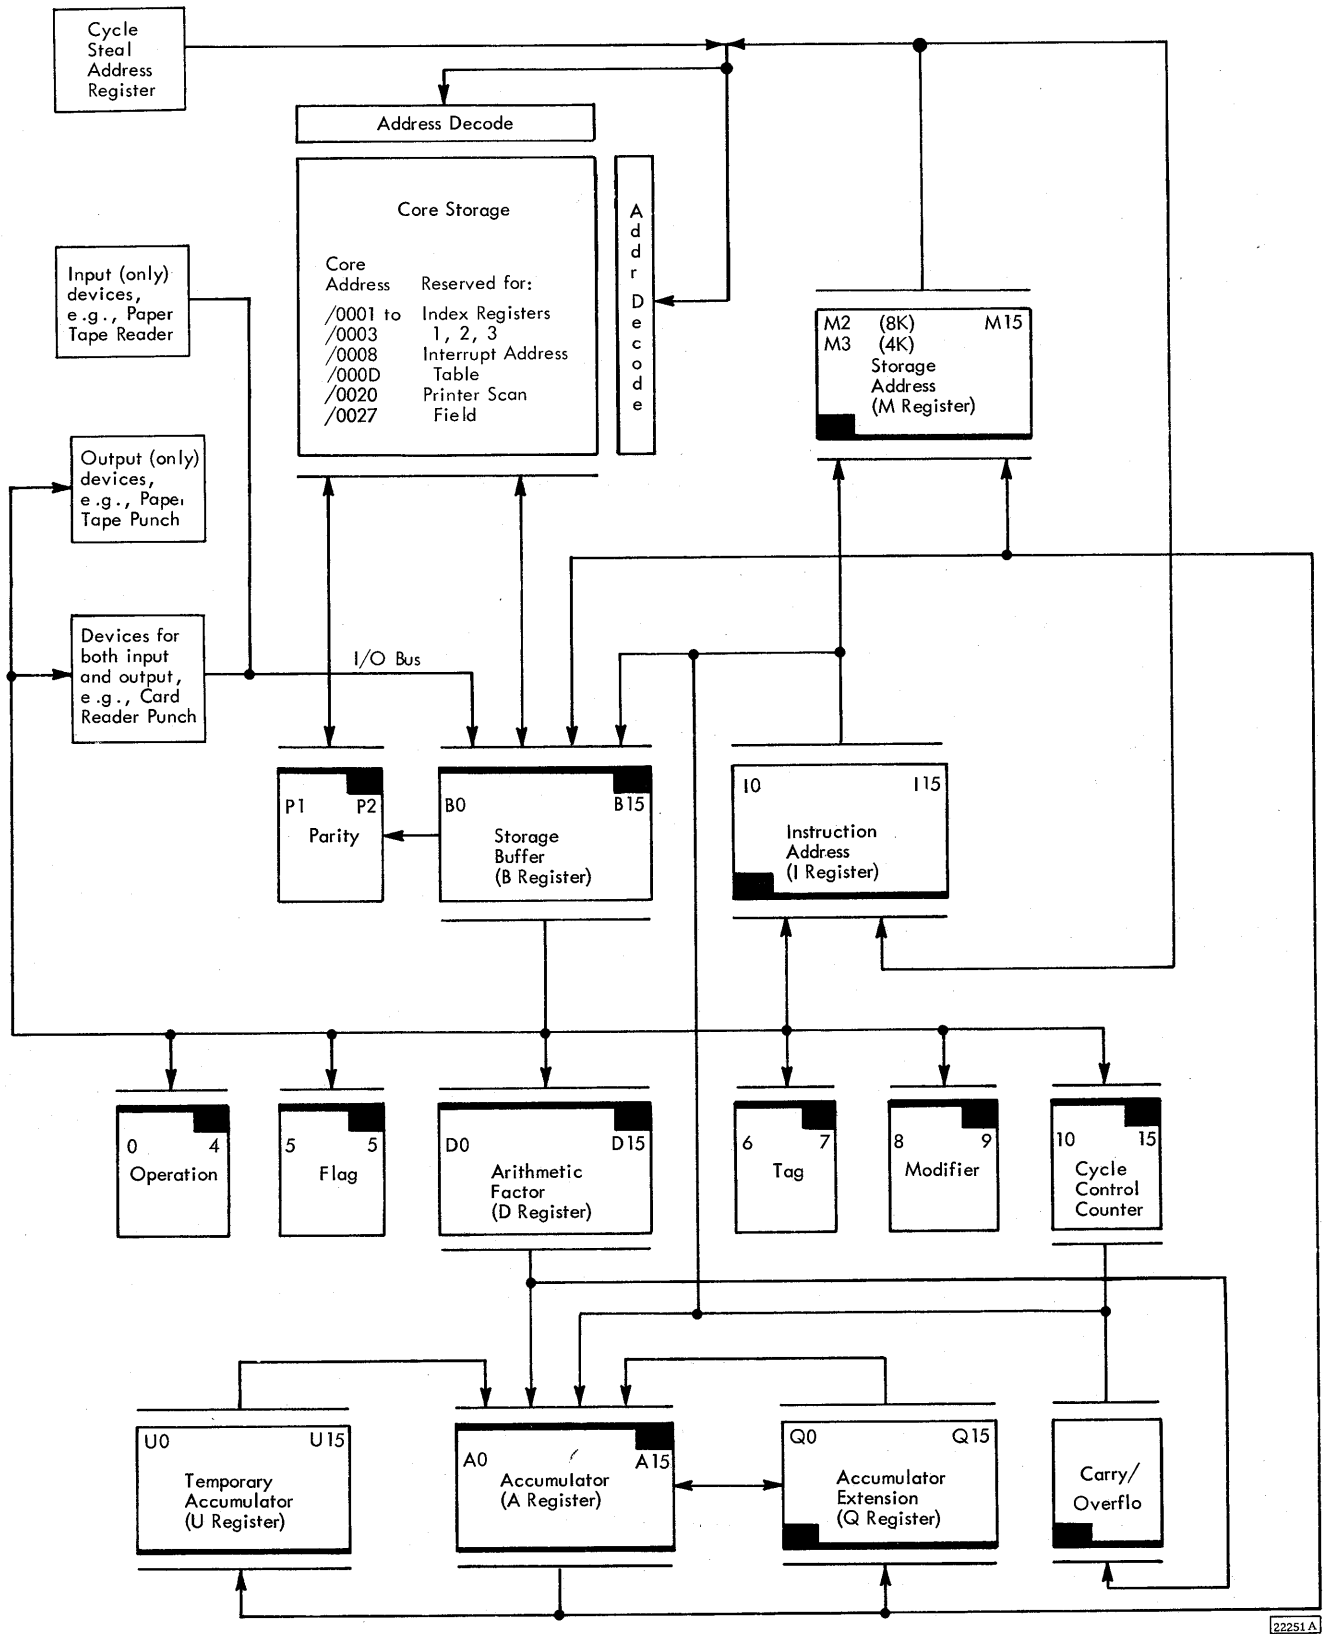 Cycle
Steal
Address
Register
Address Decode
Core Storage
Core
Address Reserved for:
/0001 to Index Registers
/0003 1, 2, 3
/0008 Interrupt Address
/000D Table
/0020 Printer Scan
/0027 Field
Addr Decode
Input (only)
devices,
e.g., Paper
Tape Reader
M2 (8K) M15
M3 (4K)
Storage
Address
(M Register)
Output (only)
devices,
e.g., Paper
Tape Punch
Devices for
both input
and output,
e.g., Card
Reader Punch
I/O Bus
P1 P2
Parity
B0 B15
Storage
Buffer
(B Register)
I0 I15
Instruction
Address
(I Register)
0 4
Operation
5 5
Flag
D0 D15
Arithmetic
Factor
(D Register)
6 7
Tag
8 9
Modifier
10 15
Cycle
Control
Counter
U0 U15
Temporary
Accumulator
(U Register)
A0 A15
Accumulator
(A Register)
Q0 Q15
Accumulator
Extension
(Q Register)
Carry/
Overflo
22251A